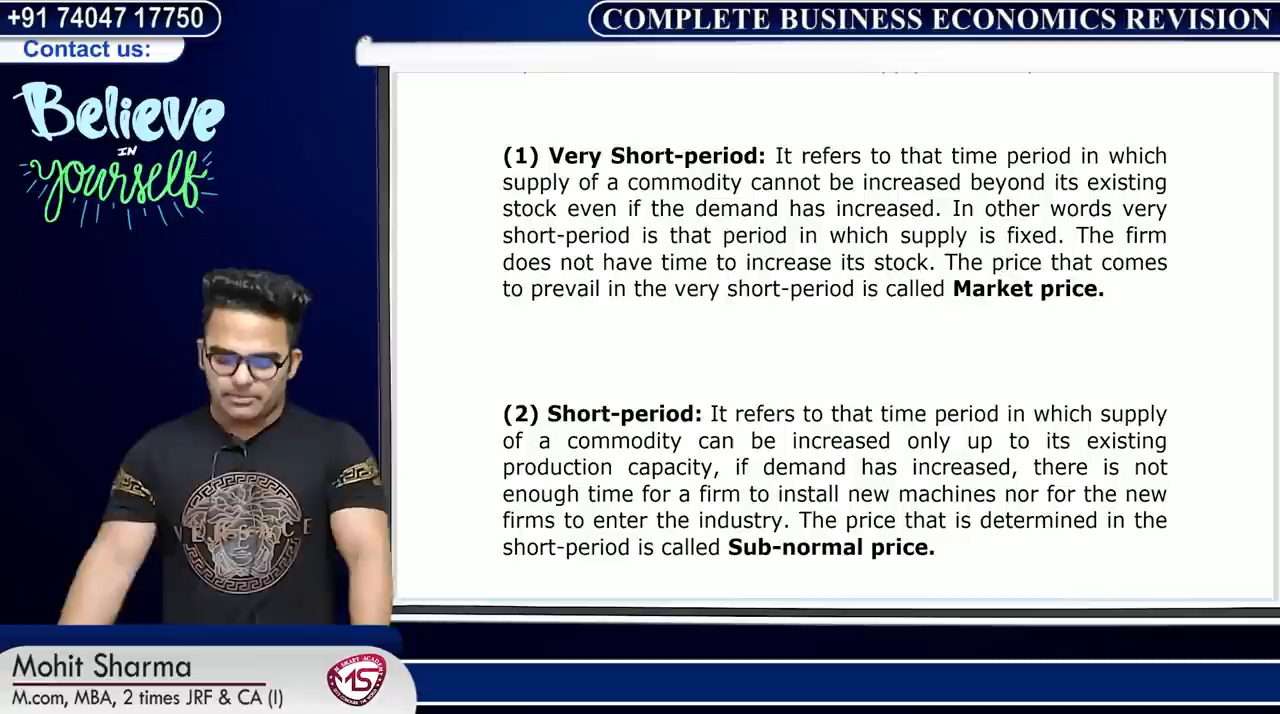 +91 74047 17750
COMPLETE BUSINESS ECONOMICS REVISION
Contact us:
Believe
IN
yourself
(1) Very Short-period: It refers to that time period in which
supply of a commodity cannot be increased beyond its existing
stock even if the demand has increased. In other words very
short-period is that period in which supply is fixed. The firm
does not have time to increase its stock. The price that comes
to prevail in the very short-period is called Market price.
(2) Short-period: It refers to that time period in which supply
of a commodity can be increased only up to its existing
production capacity, if demand has increased, there is not
enough time for a firm to install new machines nor for the new
firms to enter the industry. The price that is determined in the
short-period is called Sub-normal price.
Mohit Sharma
M.com, MBA, 2 times JRF & CA (I)
MS